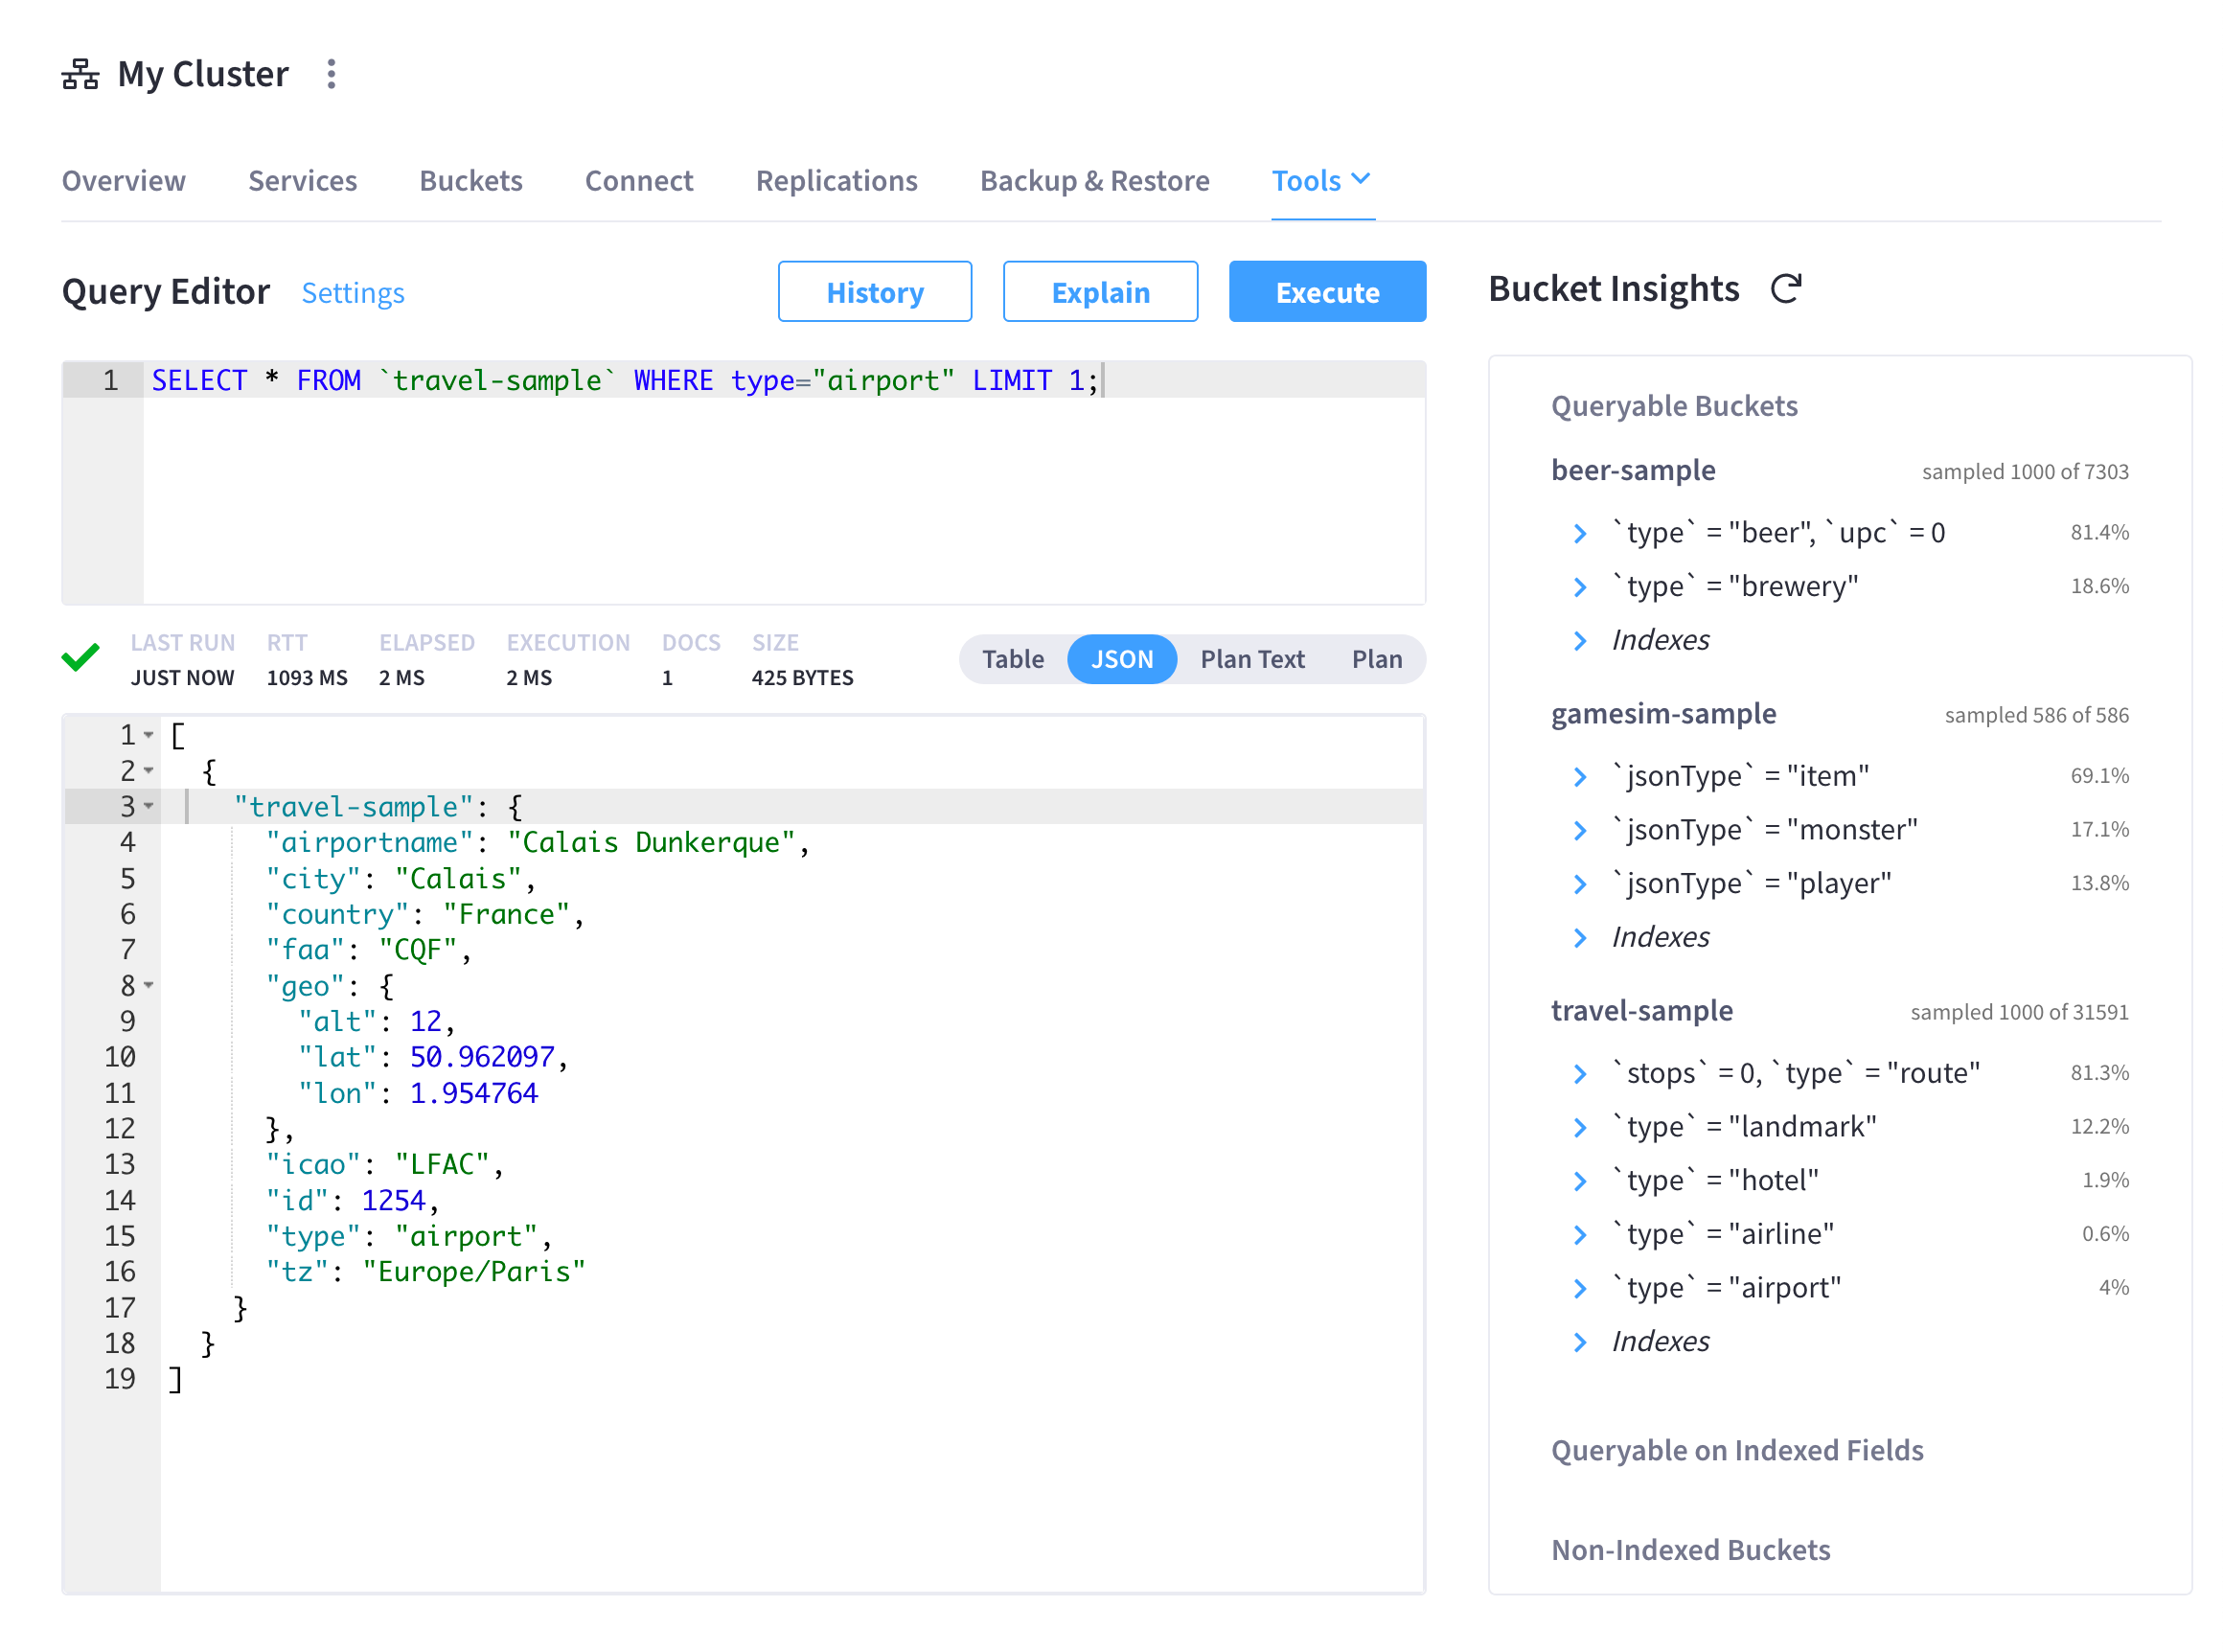 My Cluster
Overview Services Buckets Connect Replications Backup & Restore Tools
Query Editor Settings History Explain Execute
1 SELECT * FROM `travel-sample` WHERE type="airport" LIMIT 1;
LAST RUN RTT ELAPSED EXECUTION DOCS SIZE
JUST NOW 1093 MS 2 MS 2 MS 1 425 BYTES
Table JSON Plan Text Plan
1 [
2 {
3 "travel-sample": {
4 "airportname": "Calais Dunkerque",
5 "city": "Calais",
6 "country": "France",
7 "faa": "CQF",
8 "geo": {
9 "alt": 12,
10 "lat": 50.962097,
11 "lon": 1.954764
12 },
13 "icao": "LFAC",
14 "id": 1254,
15 "type": "airport",
16 "tz": "Europe/Paris"
17 }
18 }
19 ]
Bucket Insights
Queryable Buckets
beer-sample sampled 1000 of 7303
`type` = "beer", `upc` = 0 81.4%
`type` = "brewery" 18.6%
Indexes
gamesim-sample sampled 586 of 586
`jsonType` = "item" 69.1%
`jsonType` = "monster" 17.1%
`jsonType` = "player" 13.8%
Indexes
travel-sample sampled 1000 of 31591
`stops` = 0, `type` = "route" 81.3%
`type` = "landmark" 12.2%
`type` = "hotel" 1.9%
`type` = "airline" 0.6%
`type` = "airport" 4%
Indexes
Queryable on Indexed Fields
Non-Indexed Buckets